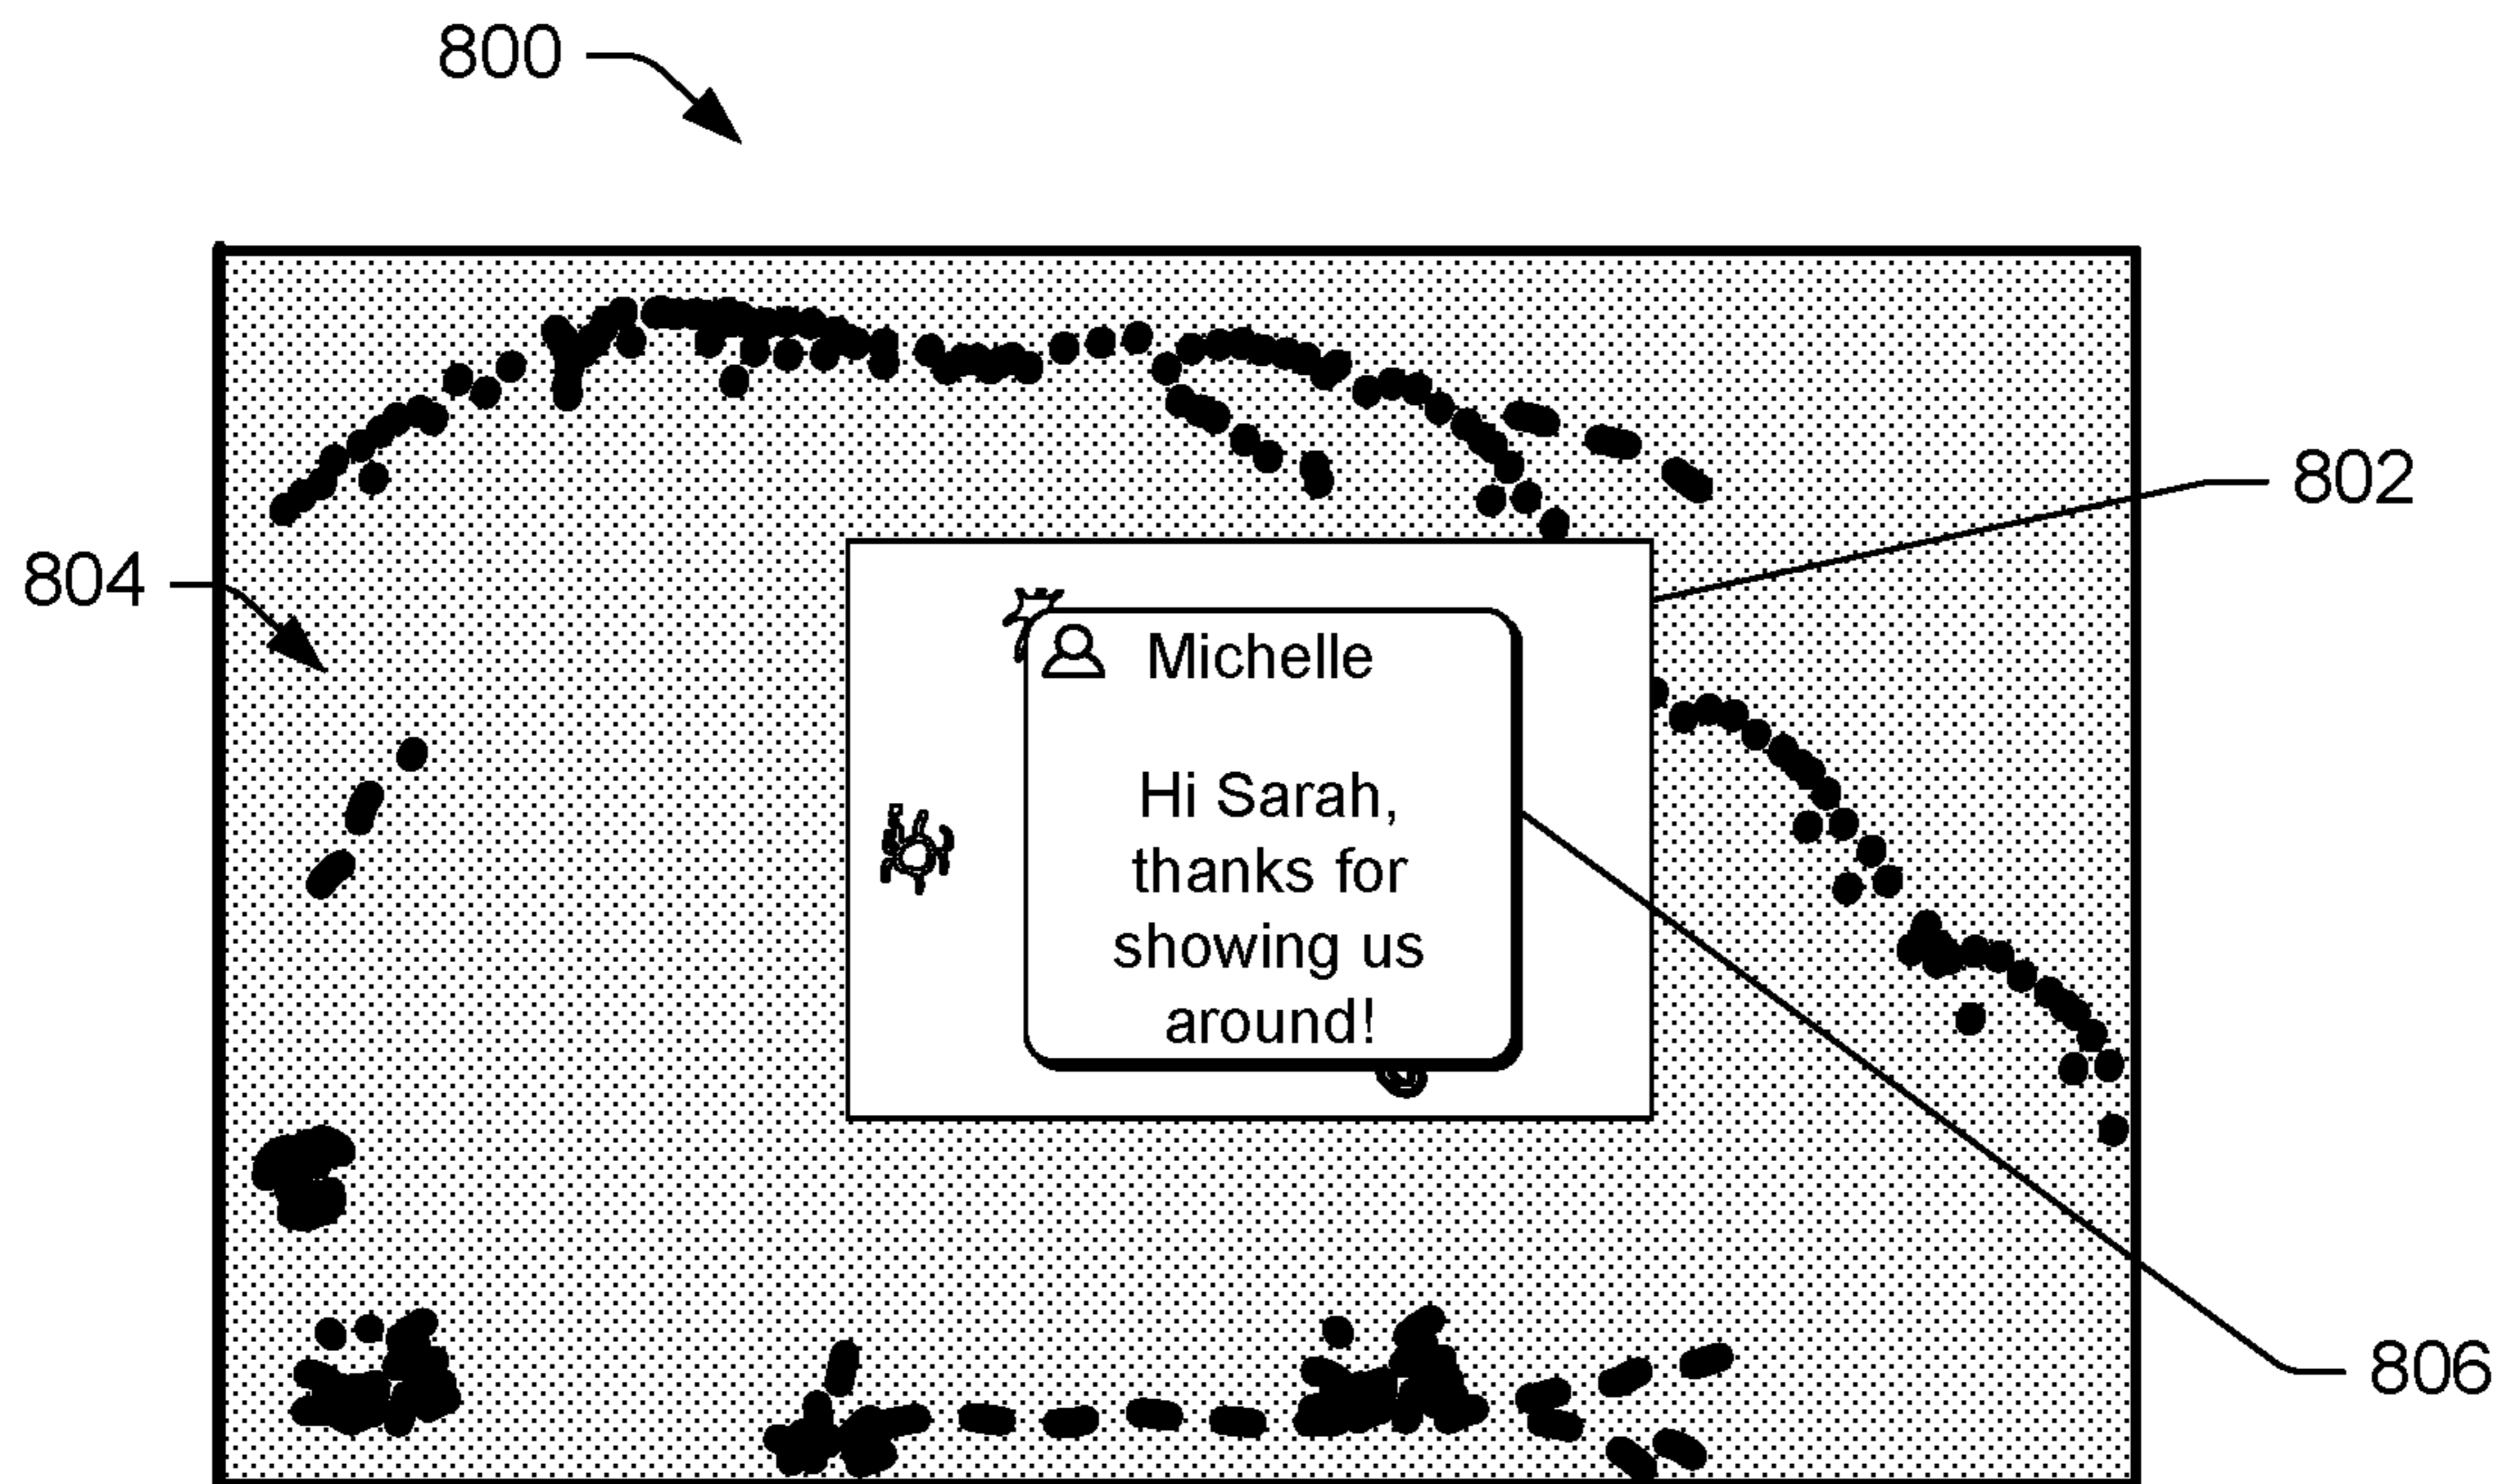 800
802
804
Michelle
Hi Sarah,
thanks for
showing us
around!
806